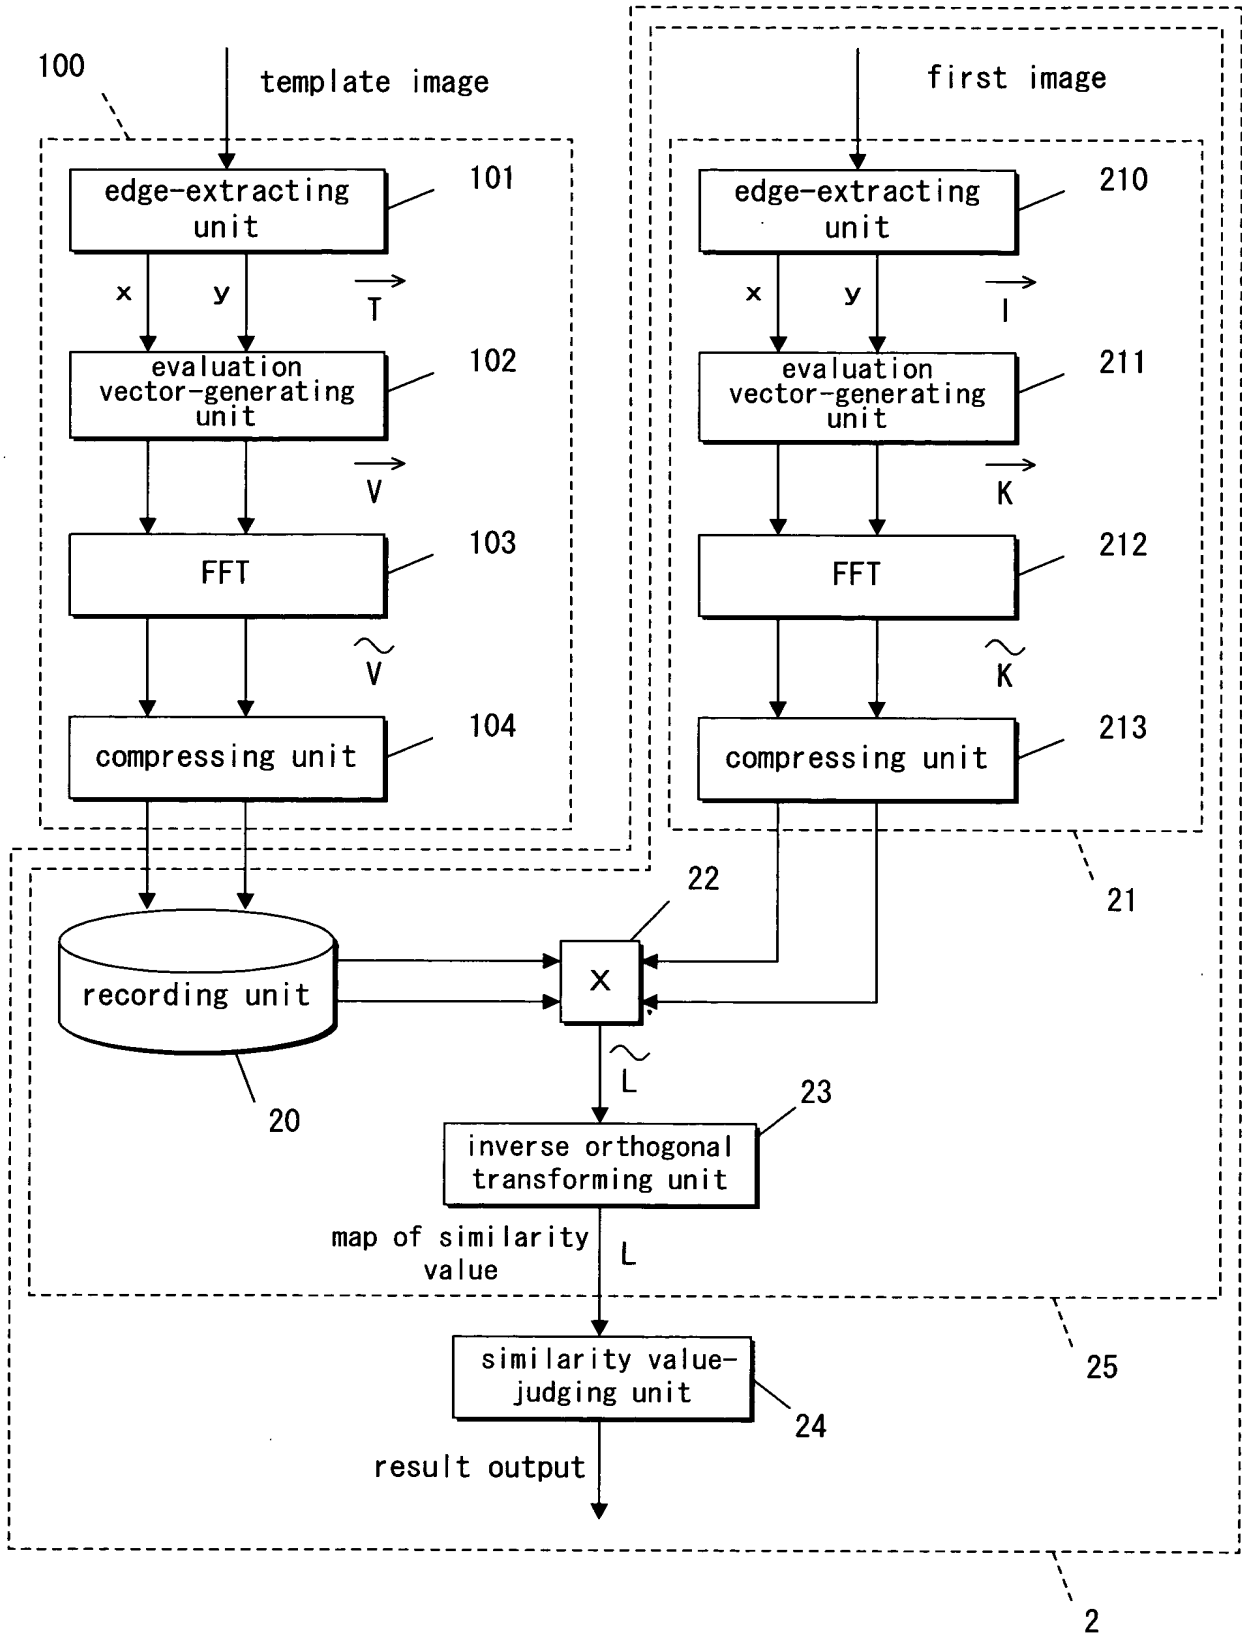 100
template image
first image
edge-extracting
unit
101
edge-extracting
unit
210
x
y
T
x
y
I
evaluation
vector-generating
unit
102
evaluation
vector-generating
unit
211
V
K
FFT
103
FFT
212
~
V
~
K
compressing unit
104
compressing unit
213
22
21
recording unit
X
20
~
L
23
inverse orthogonal
transforming unit
map of similarity
value
L
similarity value-
judging unit
25
24
result output
2